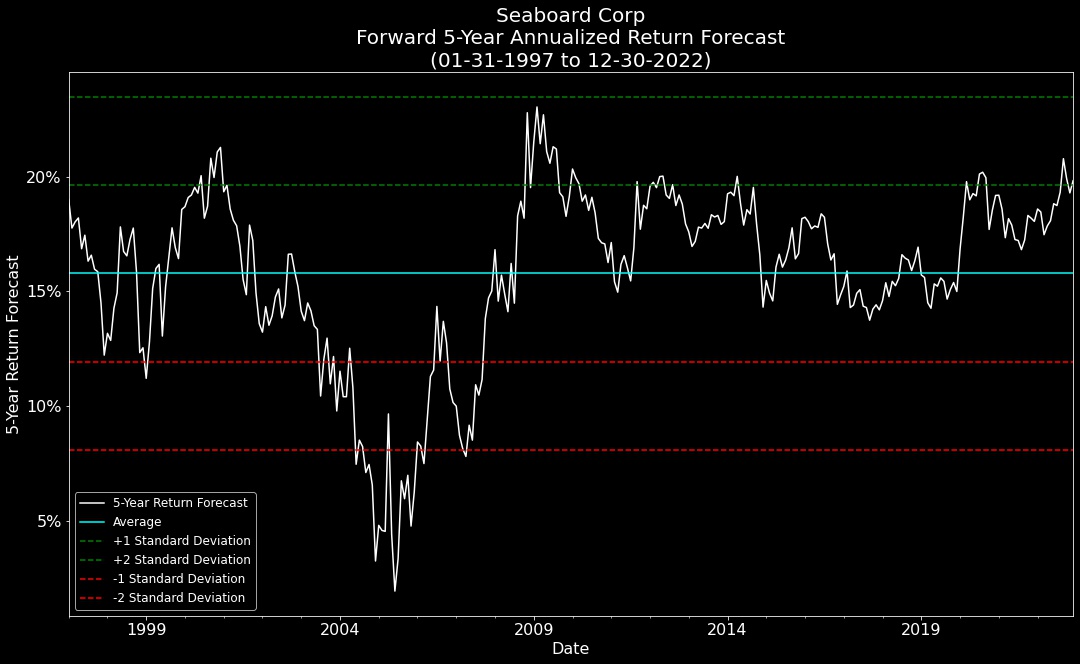 Seaboard Corp
Forward 5-Year Annualized Return Forecast
(01-31-1997 to 12-30-2022)
5-Year Return Forecast
20%
15%
10%
5%
5-Year Return Forecast
Average
+1 Standard Deviation
+2 Standard Deviation
-1 Standard Deviation
-2 Standard Deviation
1999 2004 2009 2014 2019
Date